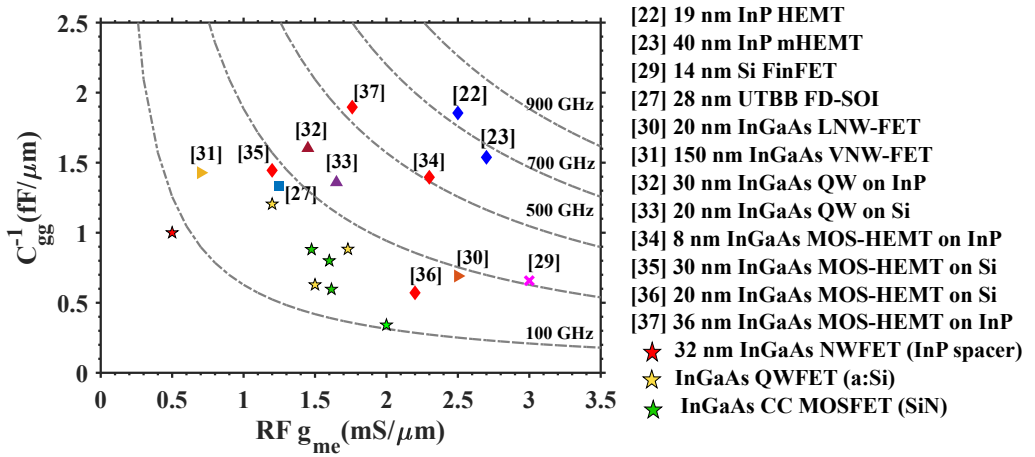 2.5
2
1.5
1
0.5
0
C_gg^-1 (fF/μm)
0 0.5 1 1.5 2 2.5 3 3.5
RF g_me (mS/μm)
900 GHz
700 GHz
500 GHz
100 GHz
[37]
[22]
[32]
[23]
[31]
[35]
[33]
[34]
[27]
[30]
[29]
[36]
[22] 19 nm InP HEMT
[23] 40 nm InP mHEMT
[29] 14 nm Si FinFET
[27] 28 nm UTBB FD-SOI
[30] 20 nm InGaAs LNW-FET
[31] 150 nm InGaAs VNW-FET
[32] 30 nm InGaAs QW on InP
[33] 20 nm InGaAs QW on Si
[34] 8 nm InGaAs MOS-HEMT on InP
[35] 30 nm InGaAs MOS-HEMT on Si
[36] 20 nm InGaAs MOS-HEMT on Si
[37] 36 nm InGaAs MOS-HEMT on InP
32 nm InGaAs NWFET (InP spacer)
InGaAs QWFET (a:Si)
InGaAs CC MOSFET (SiN)